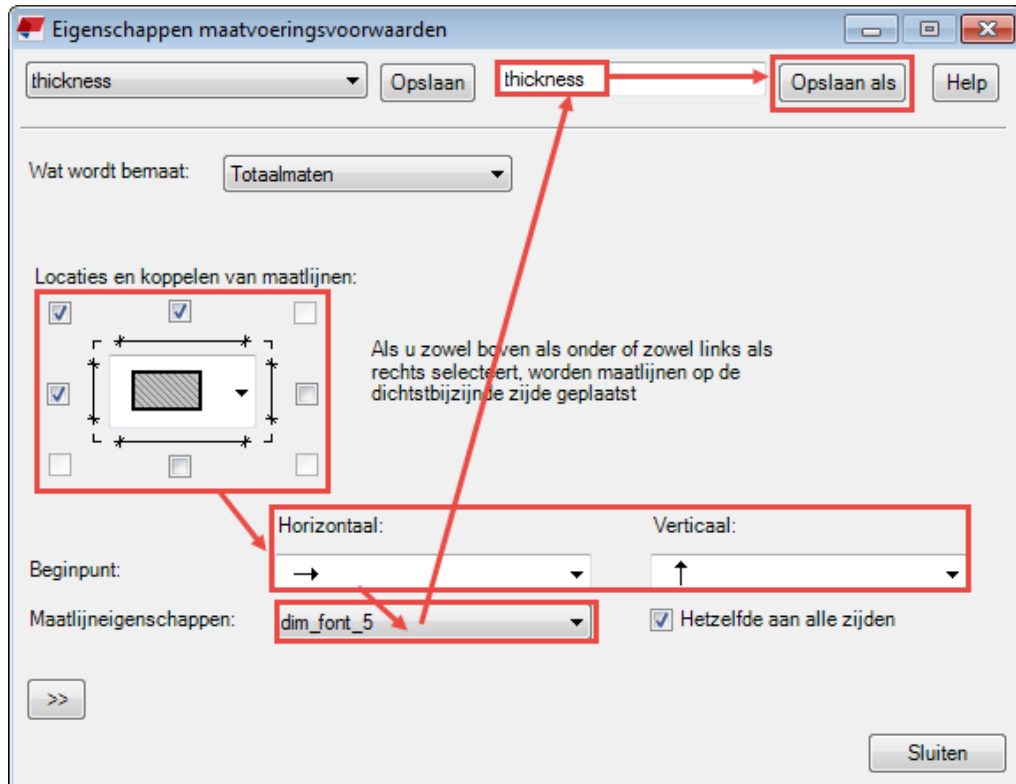 Eigenschappen maatvoeringsvoorwaarden
thickness Opslaan thickness Opslaan als Help
Wat wordt bemaat: Totaalmaten
Locaties en koppelen van maatlijnen:
Als u zowel boven als onder of zowel links als
rechts selecteert, worden maatlijnen op de
dichtstbijzijnde zijde geplaatst
Horizontaal: Verticaal:
Beginpunt:
Maatlijneigenschappen: dim_font_5 Hetzelfde aan alle zijden
>>
Sluiten